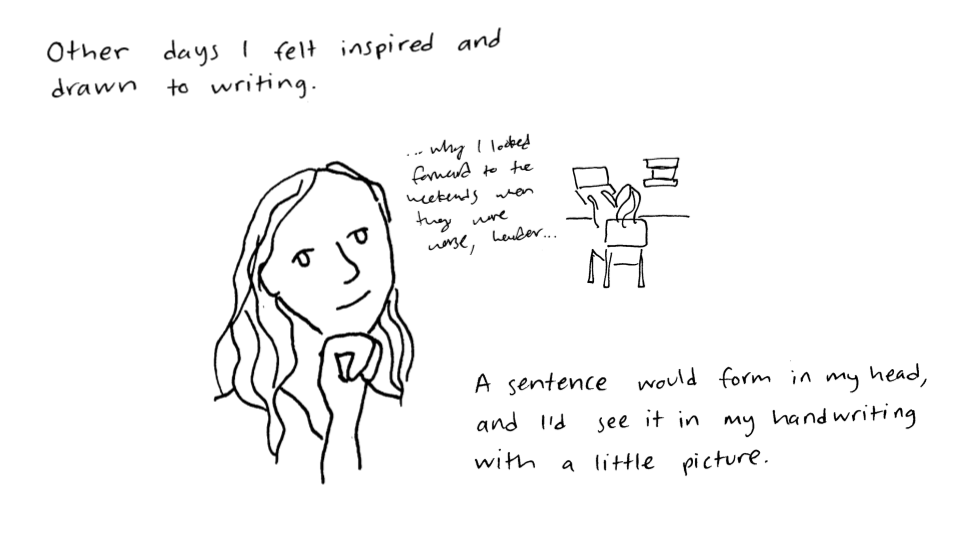 Other days I felt inspired and
drawn to writing.
... why I looked
forward to the
weekends when
they were
worse, harder...
A sentence would form in my head,
and I'd see it in my handwriting
with a little picture.